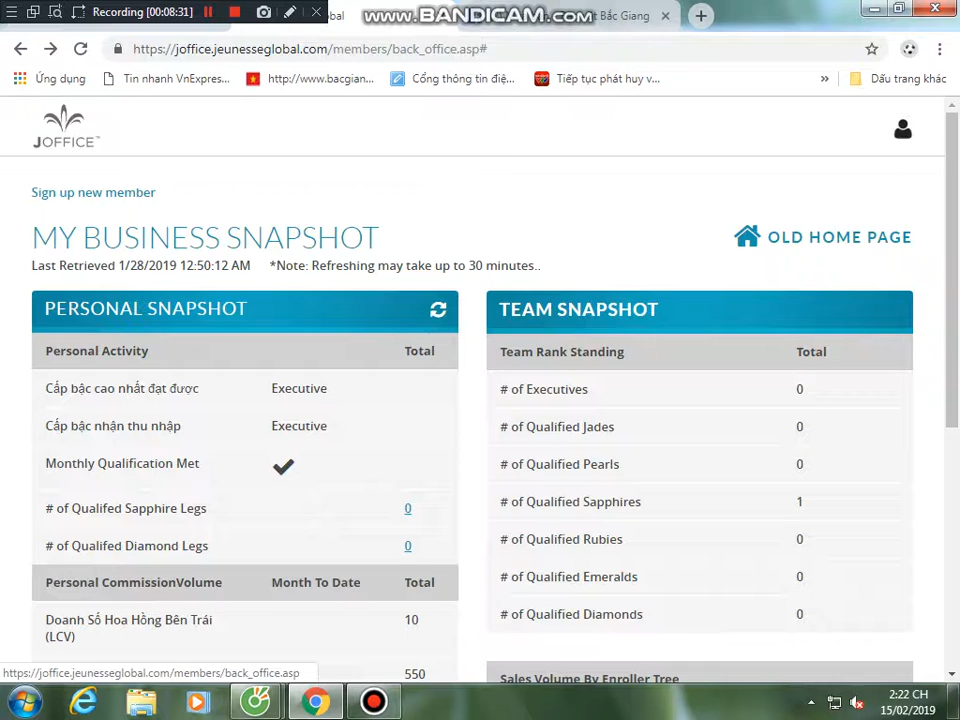 Recording [00:08:31]
bal
www.BANDICAM.com
t Bắc Giang
https://joffice.jeunesseglobal.com/members/back_office.asp#
Ứng dụng
Tin nhanh VnExpres...
http://www.bacgian...
Cổng thông tin điệ...
Tiếp tục phát huy v...
»
Dấu trang khác
JOFFICE™
Sign up new member
MY BUSINESS SNAPSHOT
OLD HOME PAGE
Last Retrieved 1/28/2019 12:50:12 AM *Note: Refreshing may take up to 30 minutes..
PERSONAL SNAPSHOT
Personal Activity Total
Cấp bậc cao nhất đạt được Executive
Cấp bậc nhận thu nhập Executive
Monthly Qualification Met
# of Qualifed Sapphire Legs 0
# of Qualifed Diamond Legs 0
Personal CommissionVolume Month To Date Total
Doanh Số Hoa Hồng Bên Trái 10
(LCV)
550
TEAM SNAPSHOT
Team Rank Standing Total
# of Executives 0
# of Qualified Jades 0
# of Qualified Pearls 0
# of Qualified Sapphires 1
# of Qualified Rubies 0
# of Qualified Emeralds 0
# of Qualified Diamonds 0
Sales Volume By Enroller Tree
https://joffice.jeunesseglobal.com/members/back_office.asp
2:22 CH
15/02/2019